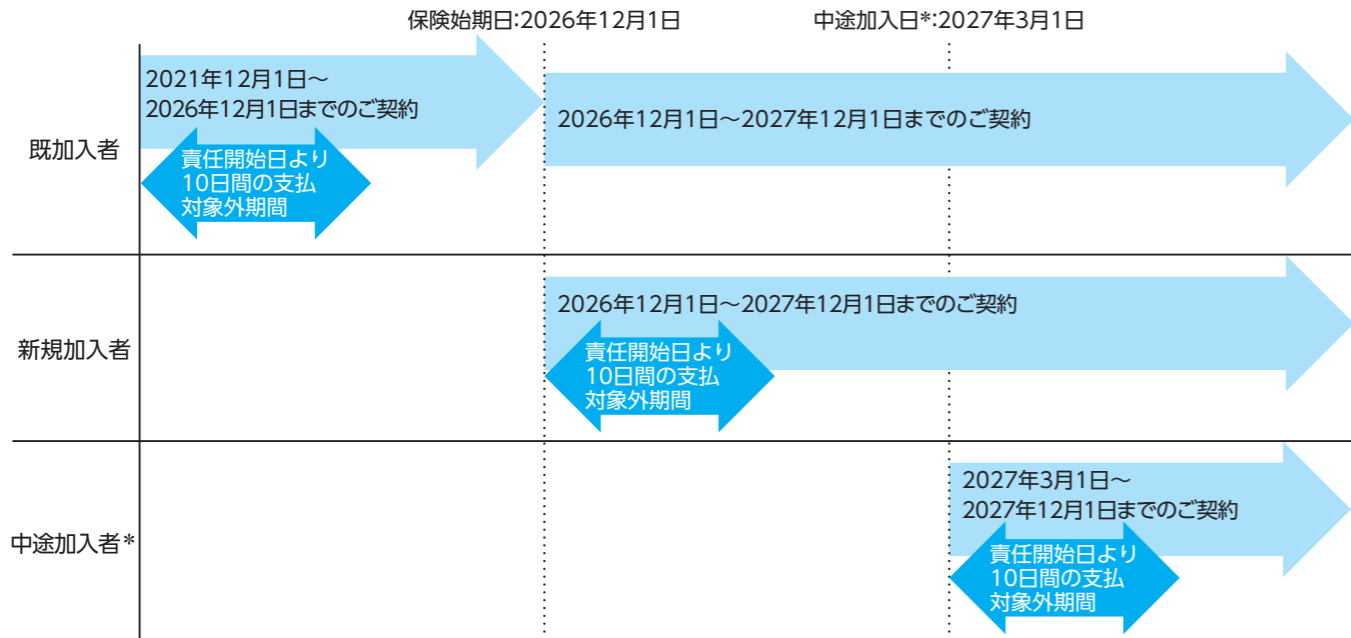 保険始期日:2026年12月1日
中途加入日*:2027年3月1日
既加入者
2021年12月1日～
2026年12月1日までのご契約
責任開始日より
10日間の支払
対象外期間
2026年12月1日～2027年12月1日までのご契約
新規加入者
2026年12月1日～2027年12月1日までのご契約
責任開始日より
10日間の支払
対象外期間
中途加入者*
2027年3月1日～
2027年12月1日までのご契約
責任開始日より
10日間の支払
対象外期間